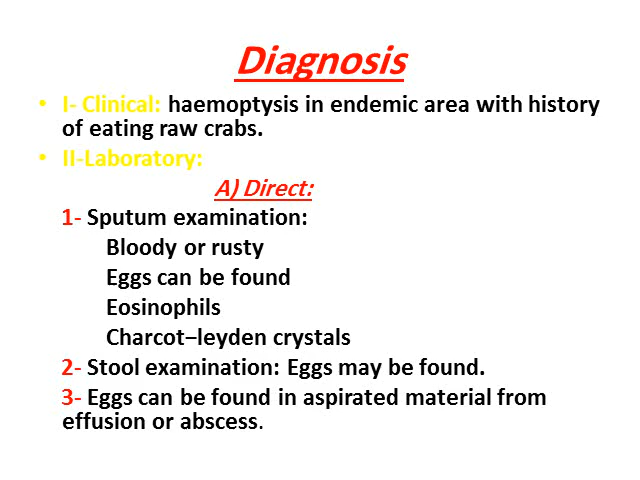 Diagnosis
• I- Clinical: haemoptysis in endemic area with history
of eating raw crabs.
• II-Laboratory:
A) Direct:
1- Sputum examination:
Bloody or rusty
Eggs can be found
Eosinophils
Charcot–leyden crystals
2- Stool examination: Eggs may be found.
3- Eggs can be found in aspirated material from
effusion or abscess.